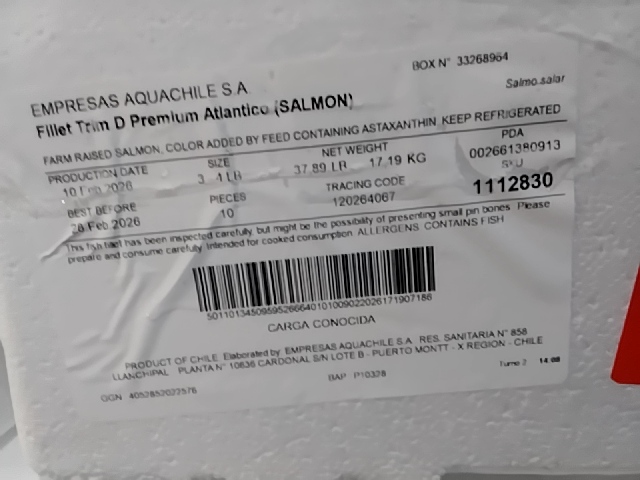 BOX N° 33268964
EMPRESAS AQUACHILE S.A
Salmo salar
Fillet Trim D Premium Atlantico (SALMON)
FARM RAISED SALMON, COLOR ADDED BY FEED CONTAINING ASTAXANTHIN. KEEP REFRIGERATED
PRODUCTION DATE SIZE NET WEIGHT PDA
10 Feb 2026 LB 37.89 LB 17.19 KG 002661380913
BEST BEFORE PIECES TRACING CODE SKU
Feb 2026 10 120264067 1112830
This fish fillet has been inspected carefully, but might be the possibility of presenting small pin bones. Please
prepare and consume carefully. Intended for cooked consumption. ALLERGENS: CONTAINS FISH
CARGA CONOCIDA
PRODUCT OF CHILE. Elaborated by: EMPRESAS AQUACHILE S.A. RES. SANITARIA N° 858
LLANCHIPAL. PLANTA N° 10636 CARDONAL S/N LOTE B - PUERTO MONTT - X REGION - CHILE
GGN 4052852022576 BAP P10328 Turno 2 14:08